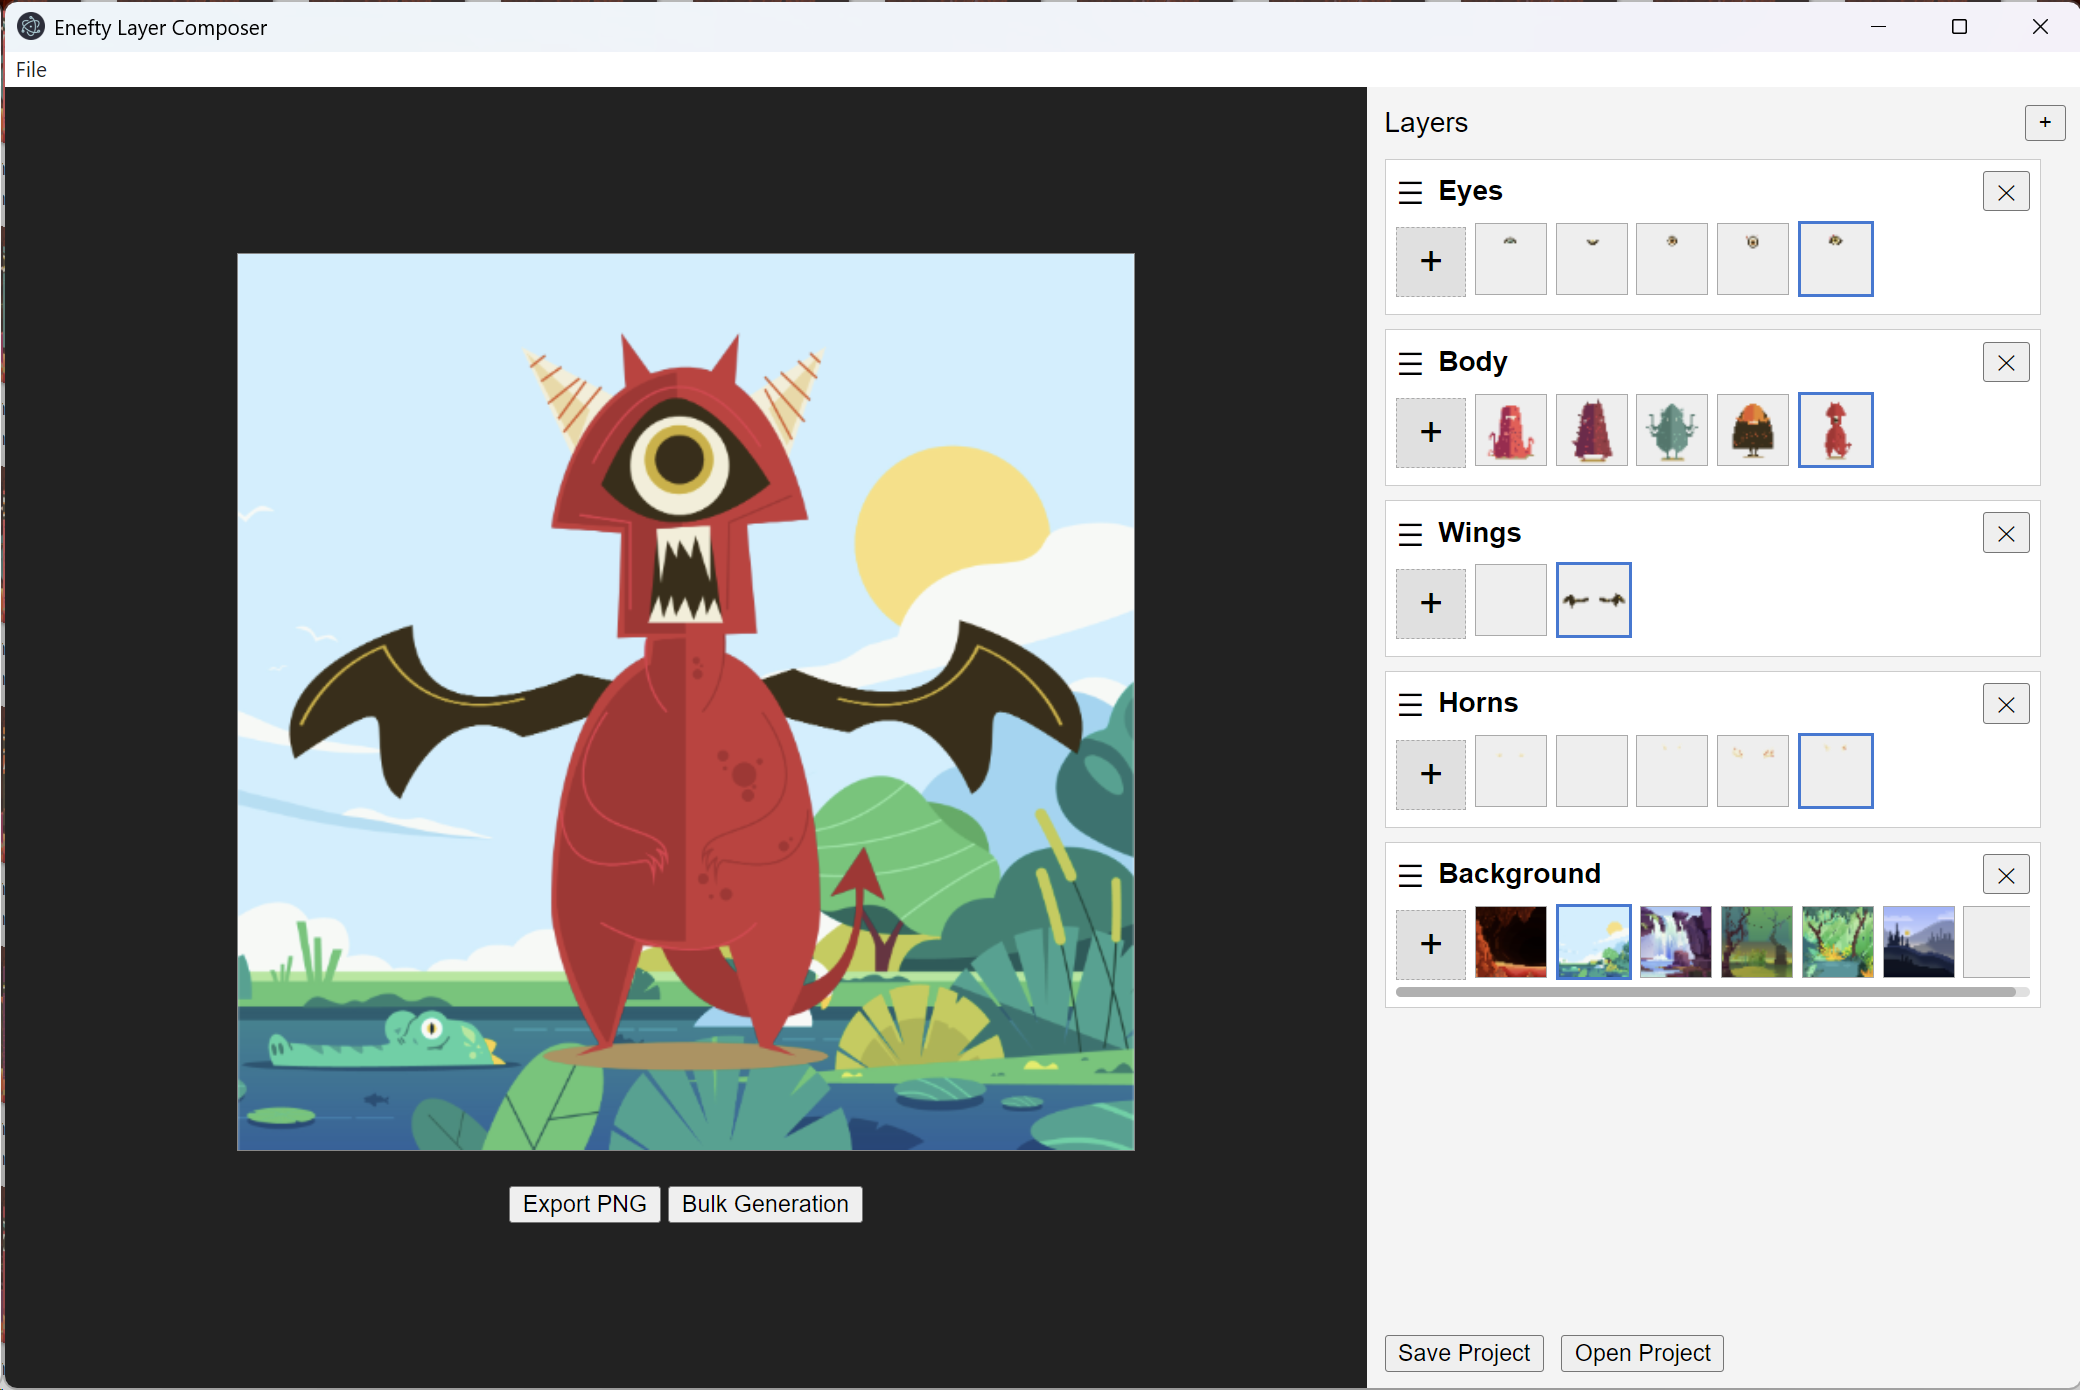 Enefty Layer Composer
File
Layers
+
Eyes
+
Body
+
Wings
+
Horns
+
Background
+
Export PNG
Bulk Generation
Save Project
Open Project